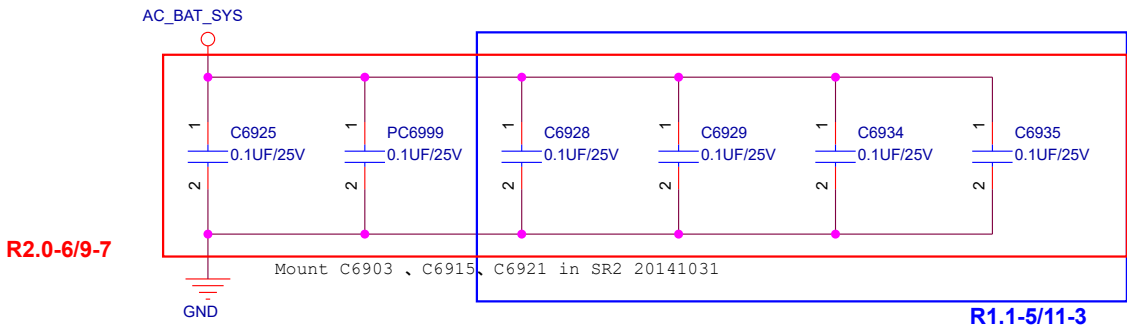 AC_BAT_SYS
1 1 1 1 1 1
C6925 PC6999 C6928 C6929 C6934 C6935
0.1UF/25V 0.1UF/25V 0.1UF/25V 0.1UF/25V 0.1UF/25V 0.1UF/25V
2 2 2 2 2 2
R2.0-6/9-7
Mount C6903 、C6915、C6921 in SR2 20141031
GND
R1.1-5/11-3